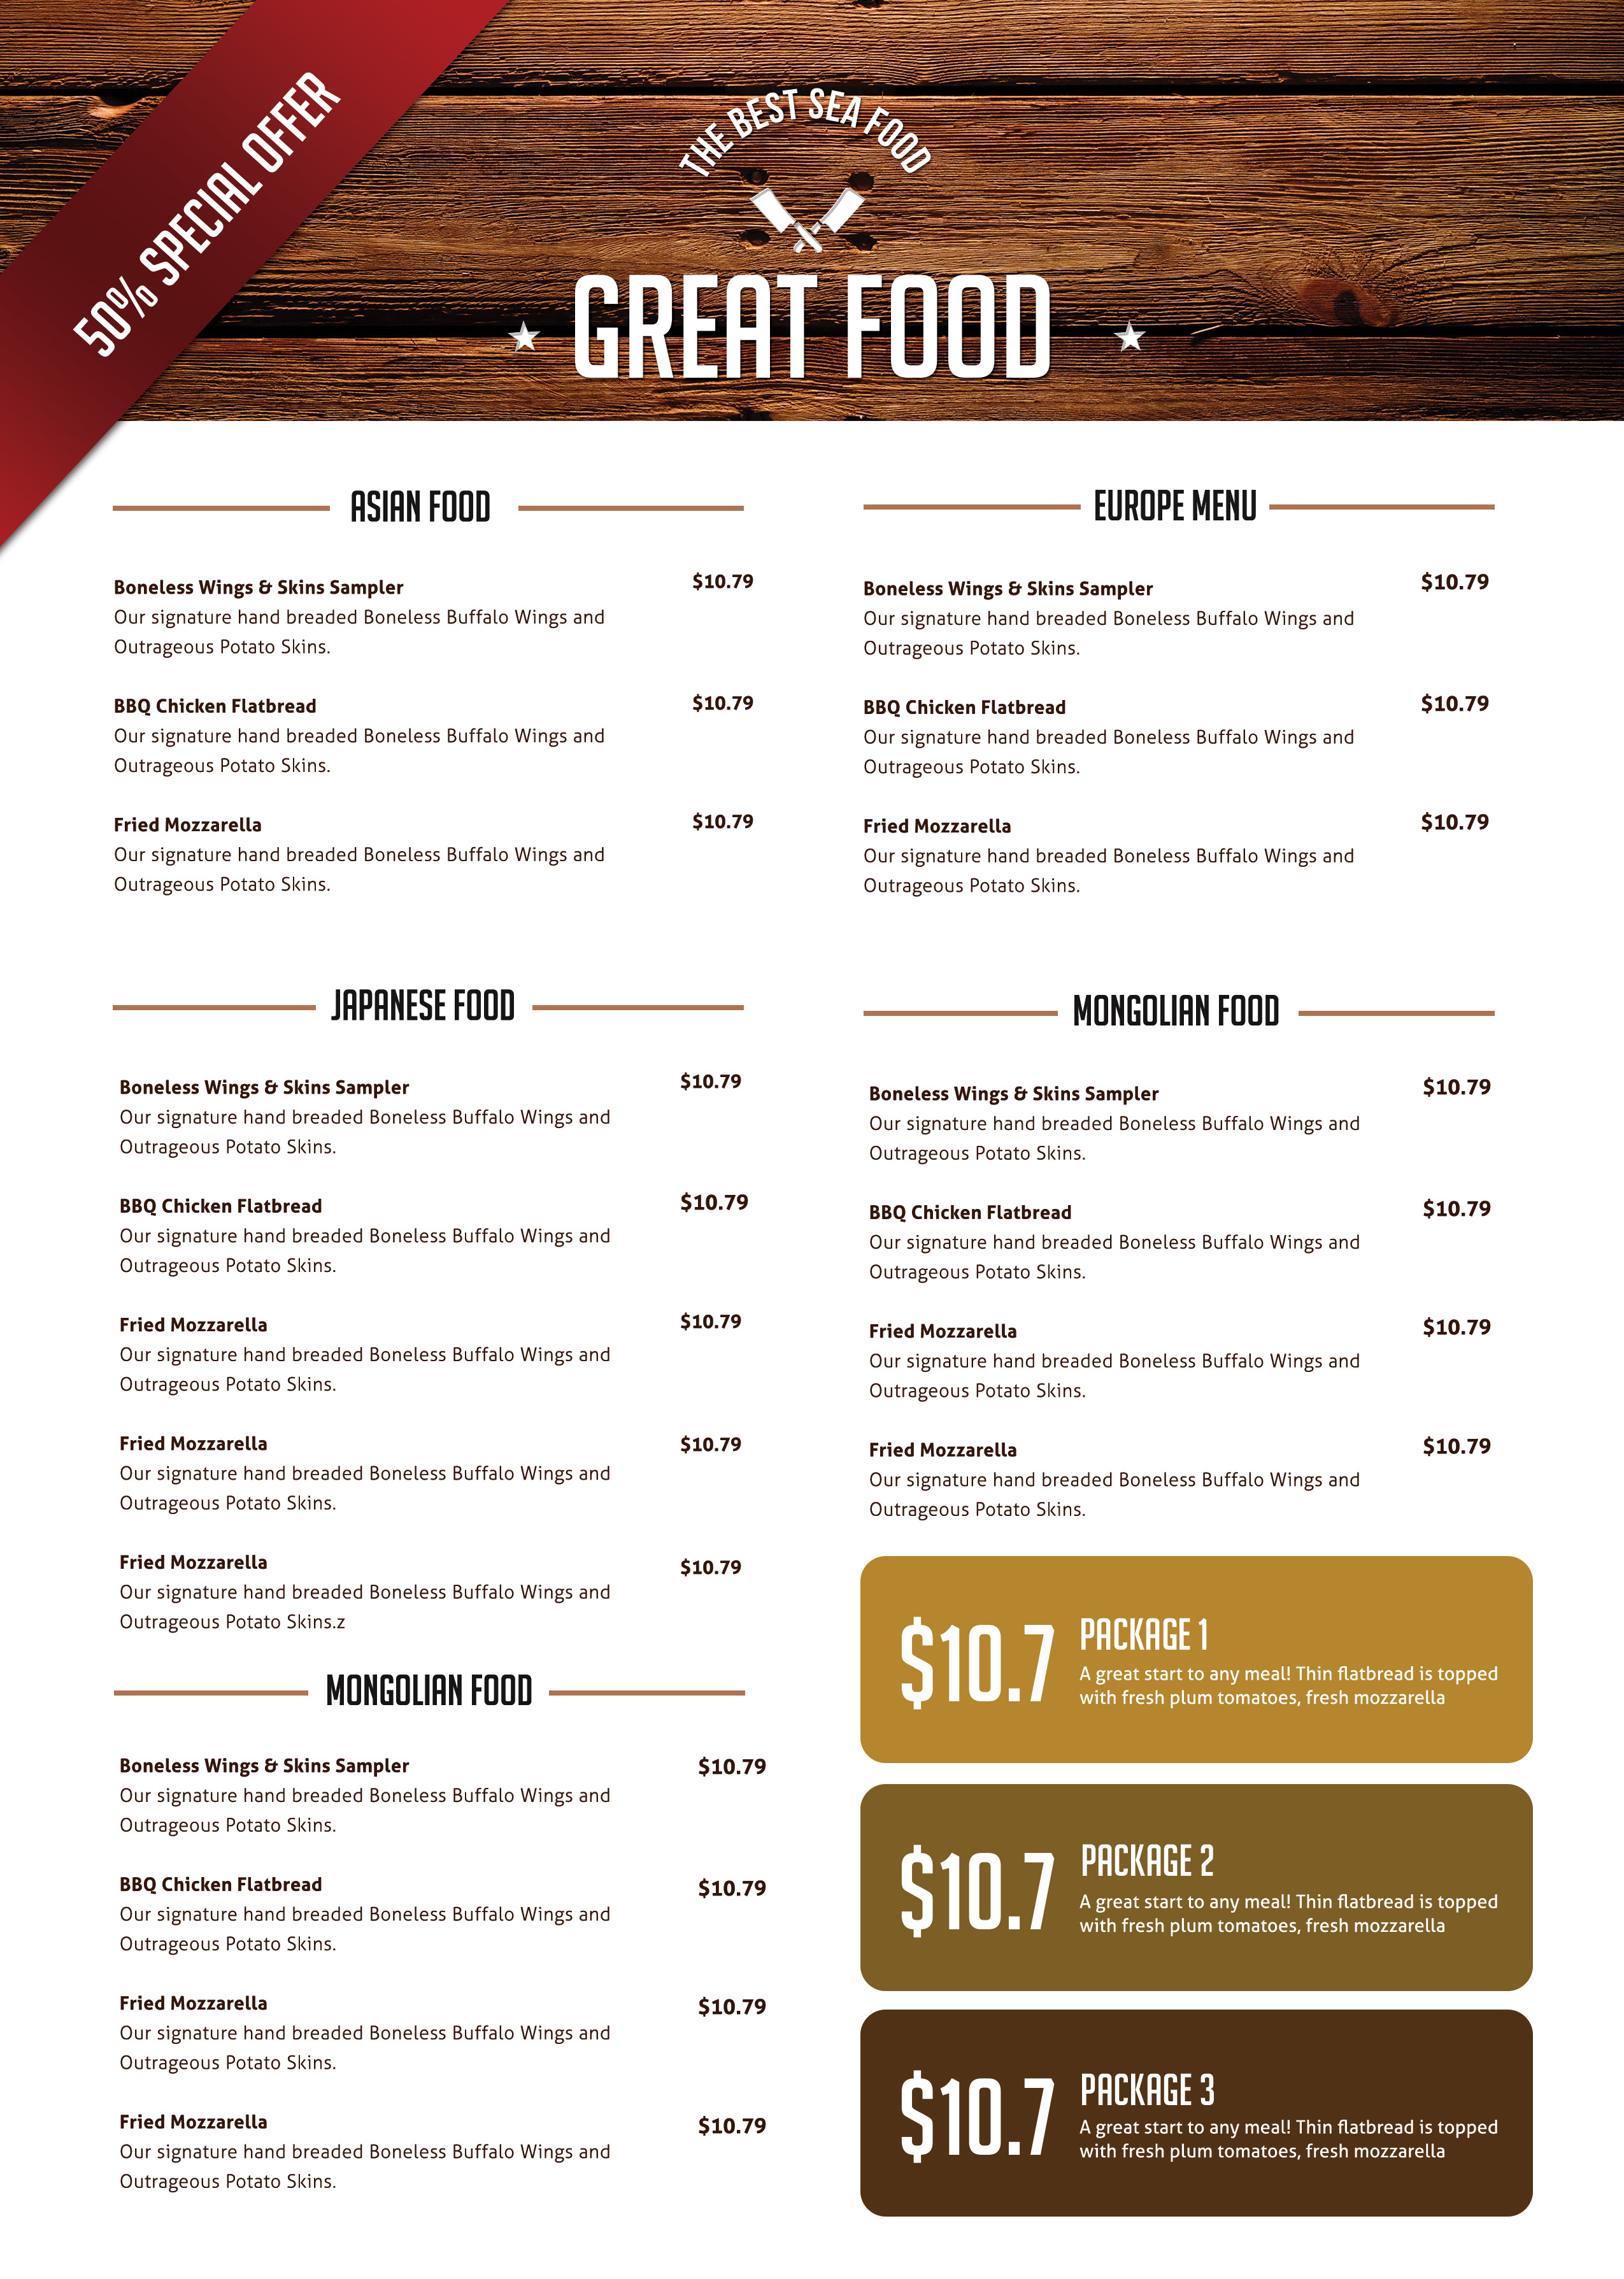 50% SPECIAL OFFER
THE BEST SEA FOOD
GREAT FOOD
ASIAN FOOD
Boneless Wings & Skins Sampler $10.79
Our signature hand breaded Boneless Buffalo Wings and
Outrageous Potato Skins.
BBQ Chicken Flatbread $10.79
Our signature hand breaded Boneless Buffalo Wings and
Outrageous Potato Skins.
Fried Mozzarella $10.79
Our signature hand breaded Boneless Buffalo Wings and
Outrageous Potato Skins.
EUROPE MENU
Boneless Wings & Skins Sampler $10.79
Our signature hand breaded Boneless Buffalo Wings and
Outrageous Potato Skins.
BBQ Chicken Flatbread $10.79
Our signature hand breaded Boneless Buffalo Wings and
Outrageous Potato Skins.
Fried Mozzarella $10.79
Our signature hand breaded Boneless Buffalo Wings and
Outrageous Potato Skins.
JAPANESE FOOD
Boneless Wings & Skins Sampler $10.79
Our signature hand breaded Boneless Buffalo Wings and
Outrageous Potato Skins.
BBQ Chicken Flatbread $10.79
Our signature hand breaded Boneless Buffalo Wings and
Outrageous Potato Skins.
Fried Mozzarella $10.79
Our signature hand breaded Boneless Buffalo Wings and
Outrageous Potato Skins.
Fried Mozzarella $10.79
Our signature hand breaded Boneless Buffalo Wings and
Outrageous Potato Skins.
Fried Mozzarella $10.79
Our signature hand breaded Boneless Buffalo Wings and
Outrageous Potato Skins.z
MONGOLIAN FOOD
Boneless Wings & Skins Sampler $10.79
Our signature hand breaded Boneless Buffalo Wings and
Outrageous Potato Skins.
BBQ Chicken Flatbread $10.79
Our signature hand breaded Boneless Buffalo Wings and
Outrageous Potato Skins.
Fried Mozzarella $10.79
Our signature hand breaded Boneless Buffalo Wings and
Outrageous Potato Skins.
Fried Mozzarella $10.79
Our signature hand breaded Boneless Buffalo Wings and
Outrageous Potato Skins.
MONGOLIAN FOOD
Boneless Wings & Skins Sampler $10.79
Our signature hand breaded Boneless Buffalo Wings and
Outrageous Potato Skins.
BBQ Chicken Flatbread $10.79
Our signature hand breaded Boneless Buffalo Wings and
Outrageous Potato Skins.
Fried Mozzarella $10.79
Our signature hand breaded Boneless Buffalo Wings and
Outrageous Potato Skins.
Fried Mozzarella $10.79
Our signature hand breaded Boneless Buffalo Wings and
Outrageous Potato Skins.
$10.7
PACKAGE 1
A great start to any meal! Thin flatbread is topped
with fresh plum tomatoes, fresh mozzarella
$10.7
PACKAGE 2
A great start to any meal! Thin flatbread is topped
with fresh plum tomatoes, fresh mozzarella
$10.7
PACKAGE 3
A great start to any meal! Thin flatbread is topped
with fresh plum tomatoes, fresh mozzarella